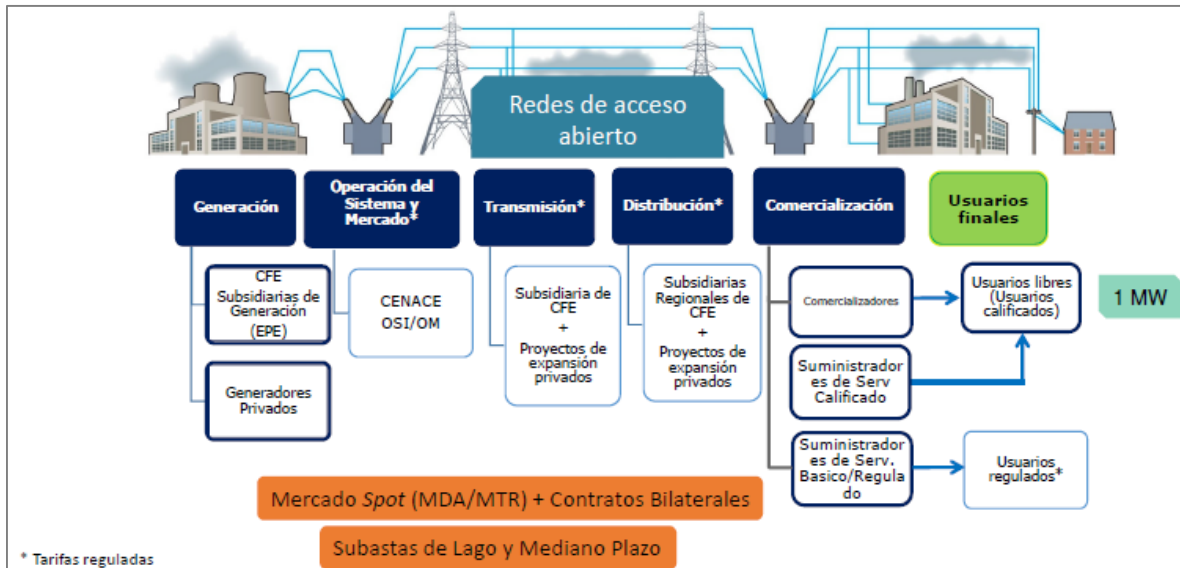 Redes de acceso
abierto
Generación
Operación del
Sistema y
Mercado*
Transmisión*
Distribución*
Comercialización
Usuarios
finales
CFE
Subsidiarias de
Generación
(EPE)
Generadores
Privados
CENACE
OSI/OM
Subsidiaria de
CFE
+
Proyectos de
expansión
privados
Subsidiarias
Regionales de
CFE
+
Proyectos de
expansión
privados
Comercializadores
Suministrador
es de Serv
Calificado
Suministrador
es de Serv.
Basico/Regula
do
Usuarios libres
(Usuarios
calificados)
1 MW
Usuarios
regulados*
Mercado Spot (MDA/MTR) + Contratos Bilaterales
Subastas de Lago y Mediano Plazo
* Tarifas reguladas